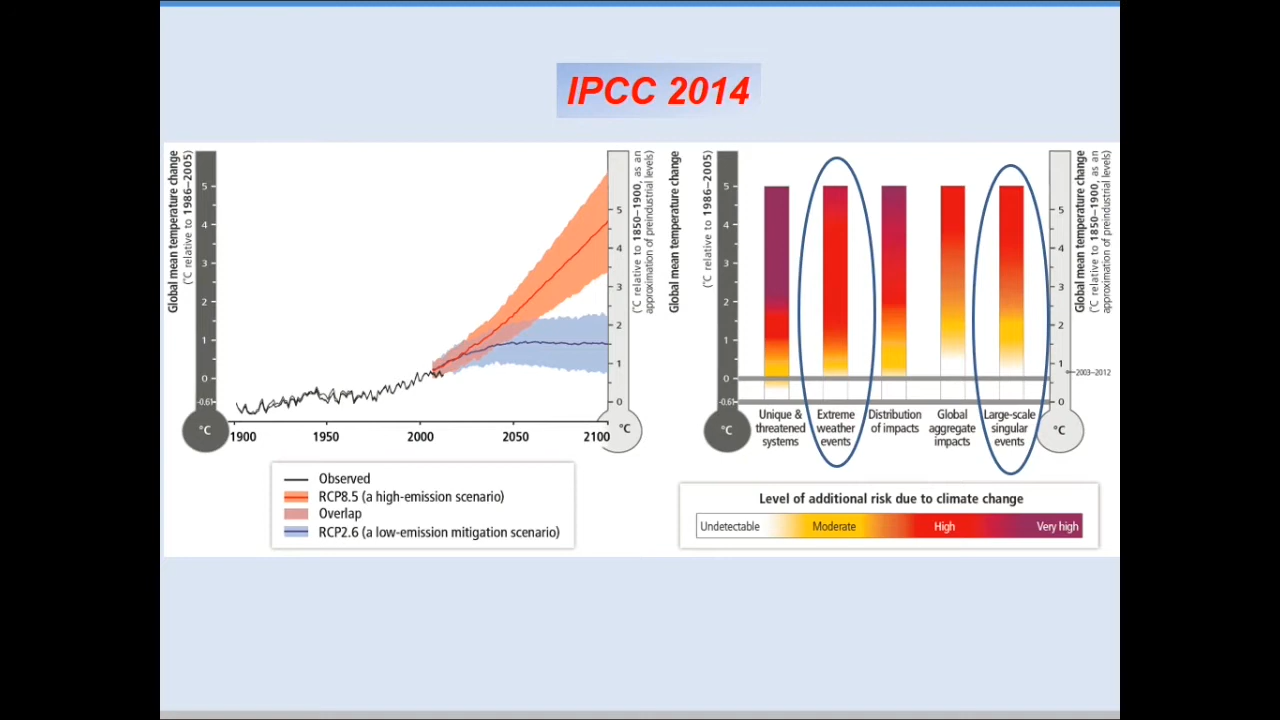 IPCC 2014
Global mean temperature change
(°C relative to 1986–2005)
5
4
3
2
1
0
-0.61
°C
1900
1950
2000
2050
2100
5
4
3
2
1
0
°C
(°C relative to 1850–1900, as an
approximation of preindustrial levels)
Observed
RCP8.5 (a high-emission scenario)
Overlap
RCP2.6 (a low-emission mitigation scenario)
Global mean temperature change
(°C relative to 1986–2005)
5
4
3
2
1
0
-0.61
°C
Unique &
threatened
systems
Extreme
weather
events
Distribution
of impacts
Global
aggregate
impacts
Large-scale
singular
events
5
4
3
2
1
0
2003–2012
°C
Global mean temperature change
(°C relative to 1850–1900, as an
approximation of preindustrial levels)
Level of additional risk due to climate change
Undetectable Moderate High Very high